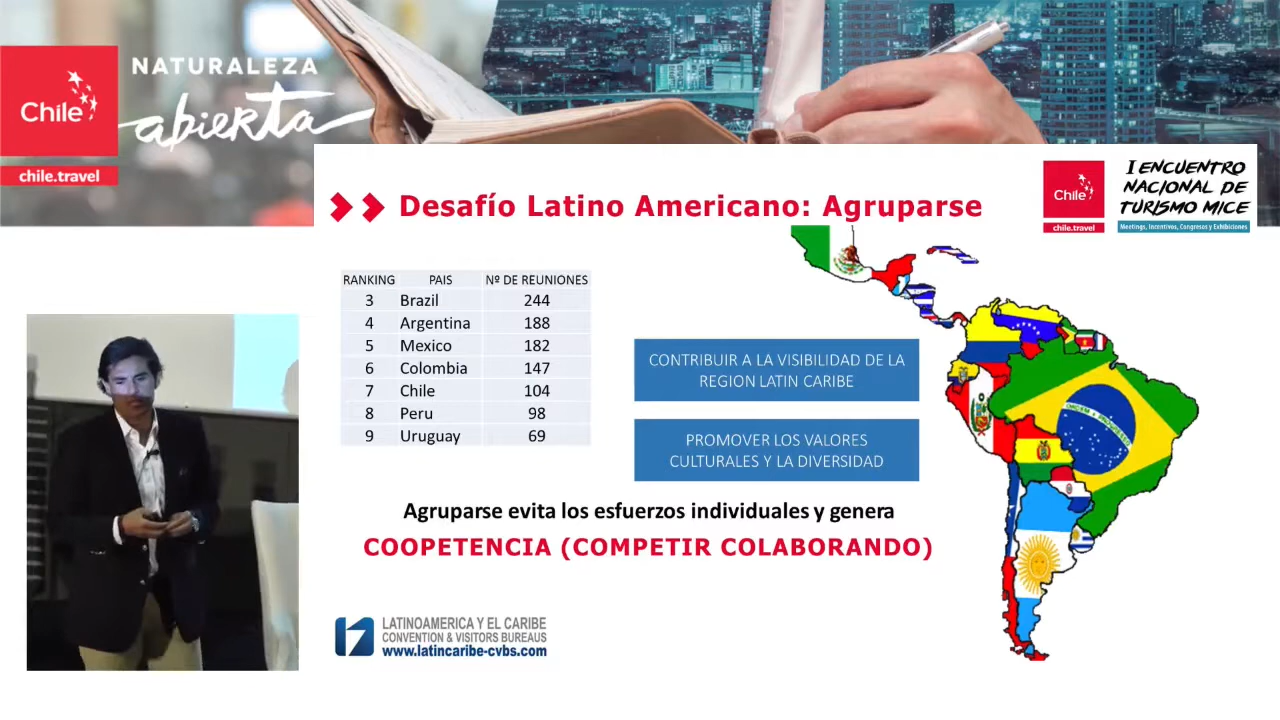 NATURALEZA
abierta
Chile
chile.travel
Desafío Latino Americano: Agruparse
Chile
chile.travel
I ENCUENTRO
NACIONAL DE
TURISMO MICE
Meetings, Incentivos, Congresos y Exhibiciones
RANKING PAIS Nº DE REUNIONES
3 Brazil 244
4 Argentina 188
5 Mexico 182
6 Colombia 147
7 Chile 104
8 Peru 98
9 Uruguay 69
CONTRIBUIR A LA VISIBILIDAD DE LA
REGION LATIN CARIBE
PROMOVER LOS VALORES
CULTURALES Y LA DIVERSIDAD
ORDEM E PROGRESSO
Agruparse evita los esfuerzos individuales y genera
COOPETENCIA (COMPETIR COLABORANDO)
LATINOAMERICA Y EL CARIBE
CONVENTION & VISITORS BUREAUS
www.latincaribe-cvbs.com